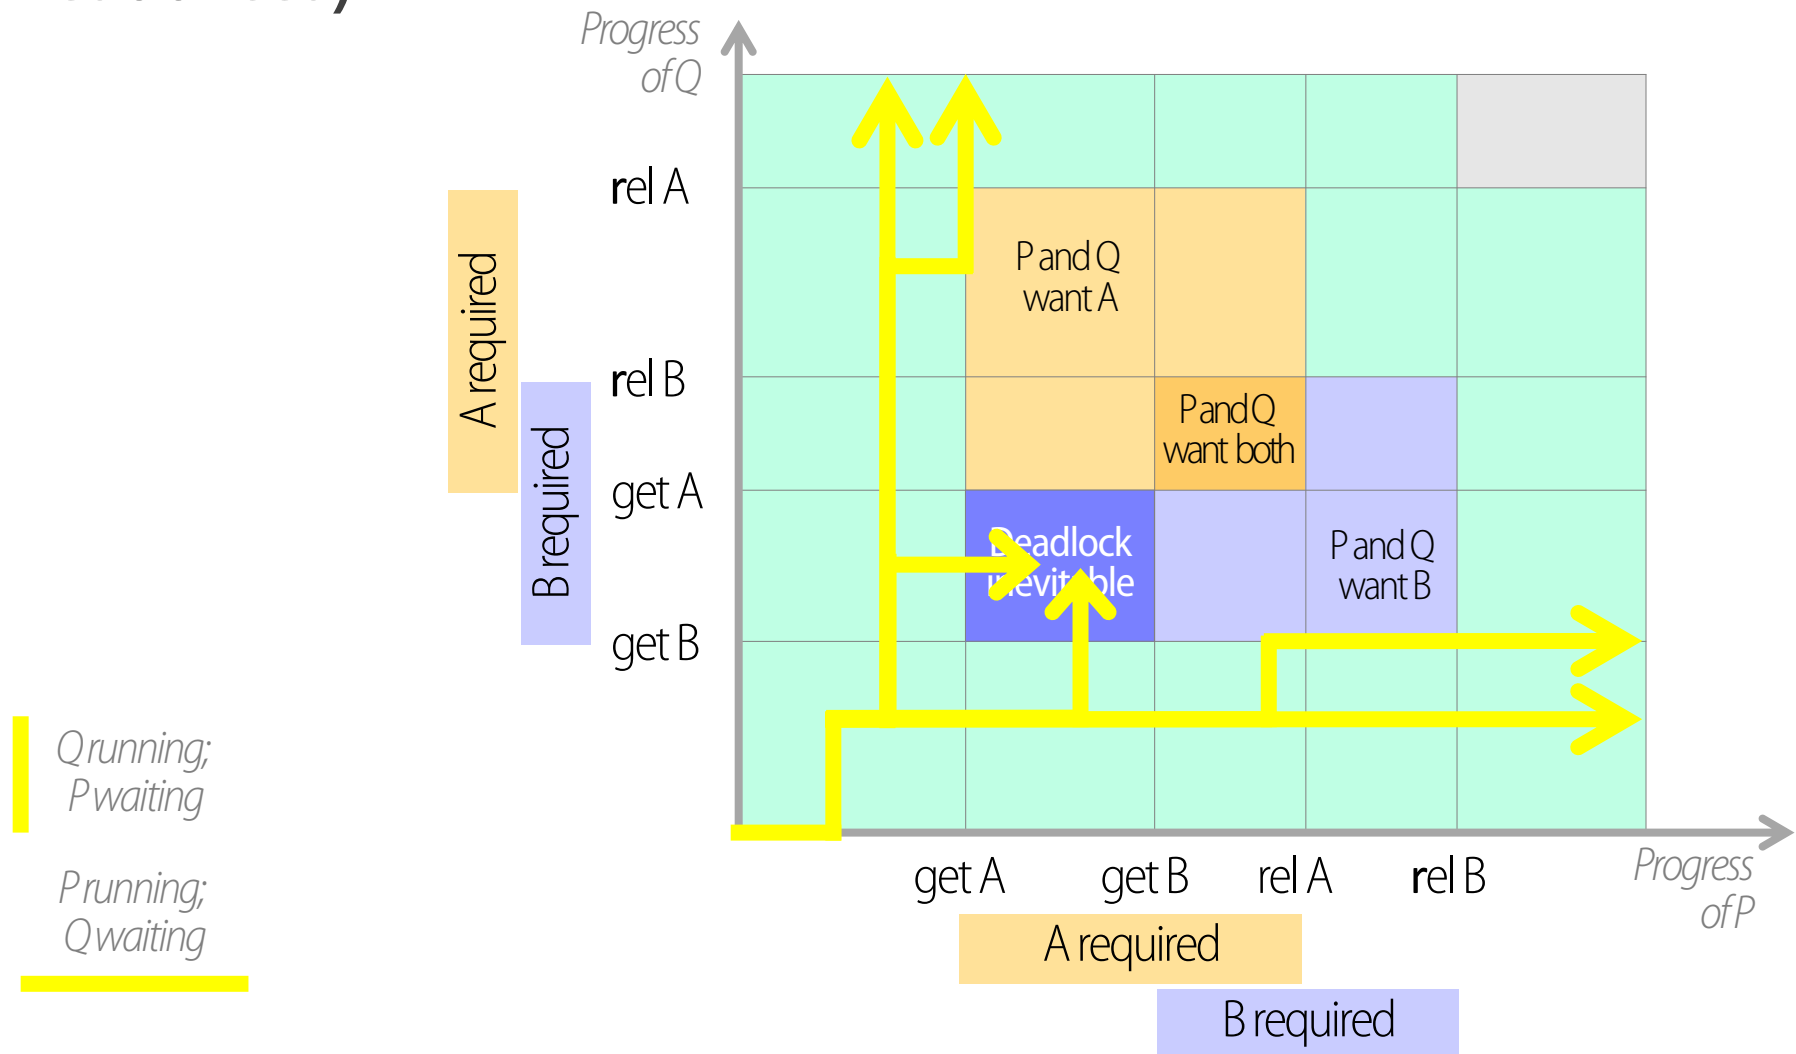 Progress
of Q
rel A
P and Q
want A
A required
rel B
P and Q
want both
get A
B required
Deadlock
inevitable
P and Q
want B
get B
Q running;
P waiting
P running;
Q waiting
get A
get B
rel A
rel B
Progress
of P
A required
B required